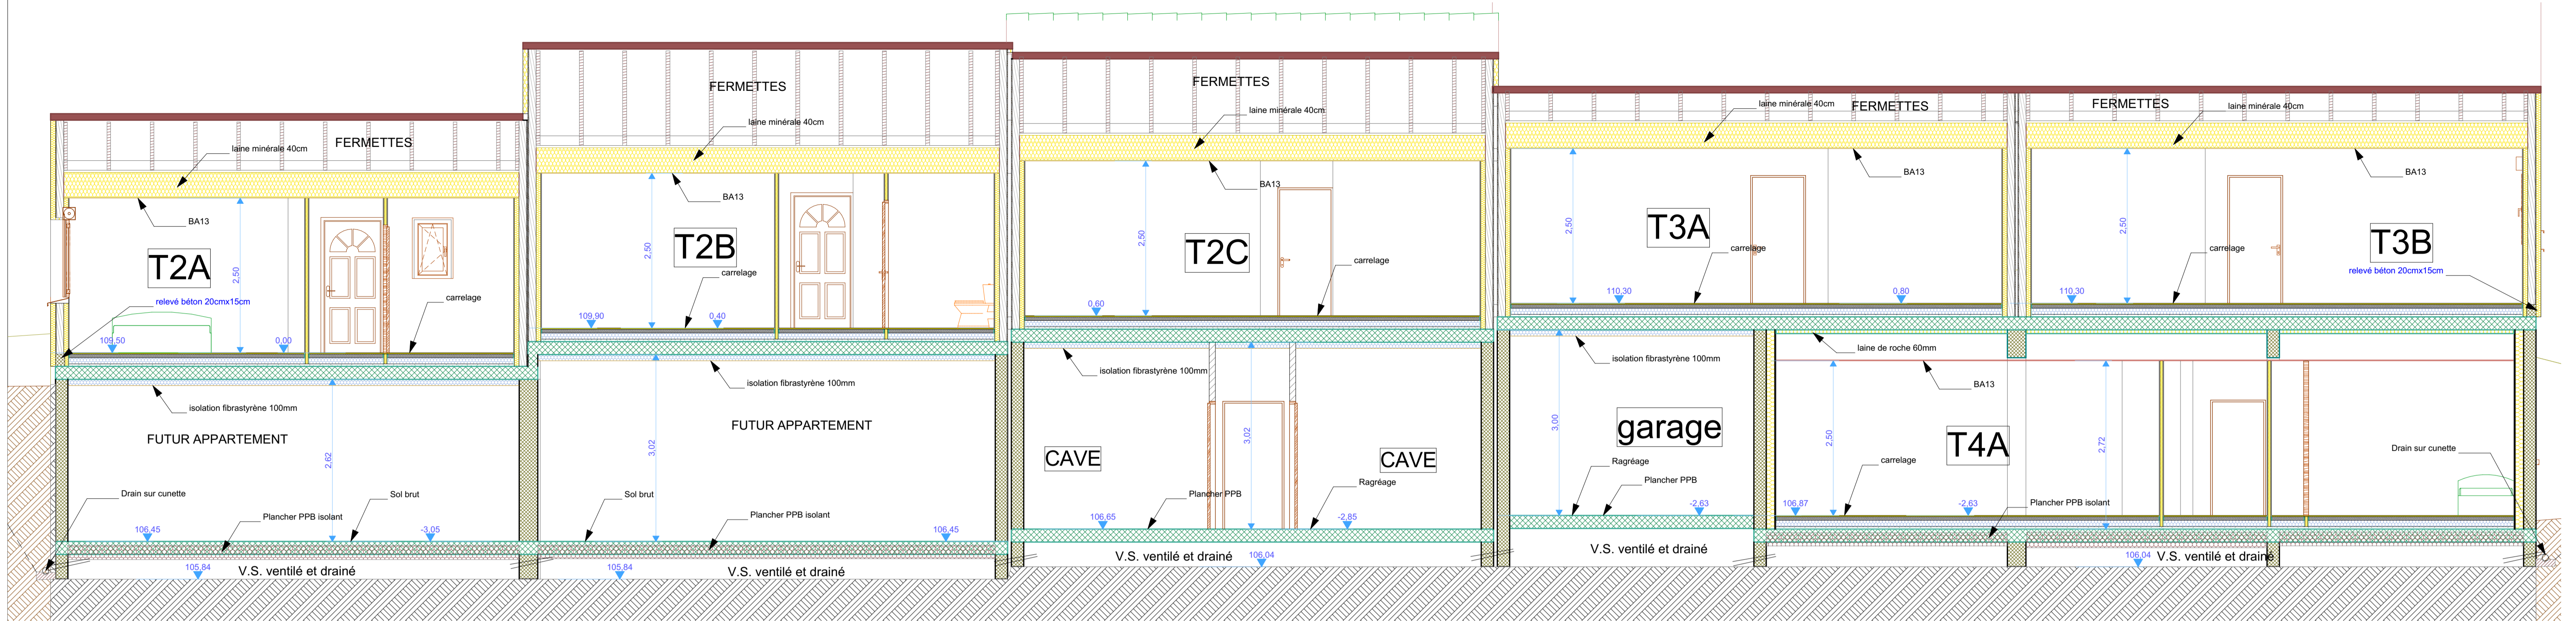 FERMETTES
laine minérale 40cm
BA13
T2A
2,50
carrelage
relevé béton 20cmx15cm
109,50
0,00
isolation fibrastyrène 100mm
FUTUR APPARTEMENT
2,62
Drain sur cunette
Sol brut
Plancher PPB isolant
106,45
-3,05
105,84
V.S. ventilé et drainé
FERMETTES
laine minérale 40cm
BA13
T2B
2,50
carrelage
109,90
0,40
isolation fibrastyrène 100mm
FUTUR APPARTEMENT
3,02
Sol brut
Plancher PPB isolant
106,45
105,84
V.S. ventilé et drainé
FERMETTES
laine minérale 40cm
BA13
T2C
2,50
carrelage
0,60
isolation fibrastyrène 100mm
CAVE
3,02
CAVE
Ragréage
Plancher PPB
106,65
-2,85
V.S. ventilé et drainé
106,04
laine minérale 40cm
FERMETTES
BA13
T3A
2,50
carrelage
110,30
0,80
isolation fibrastyrène 100mm
3,00
garage
Ragréage
Plancher PPB
-2,63
V.S. ventilé et drainé
FERMETTES
laine minérale 40cm
BA13
T3B
2,50
carrelage
relevé béton 20cmx15cm
110,30
laine de roche 60mm
BA13
T4A
2,50
2,72
carrelage
Drain sur cunette
106,87
-2,63
Plancher PPB isolant
106,04
V.S. ventilé et drainé